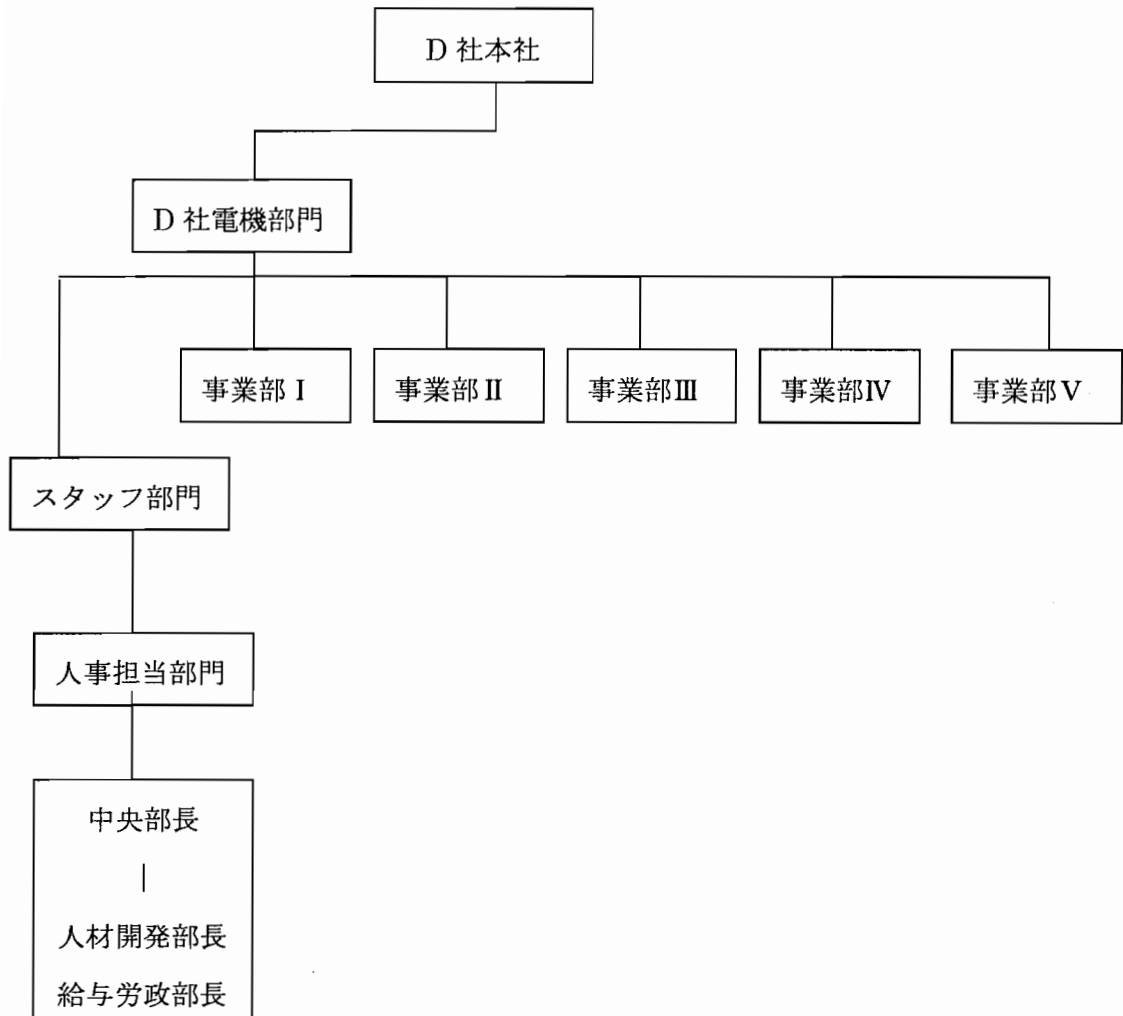 D 社本社
D 社電機部門
事業部 I
事業部 II
事業部 III
事業部 IV
事業部 V
スタッフ部門
人事担当部門
中央部長
|
人材開発部長
給与労政部長